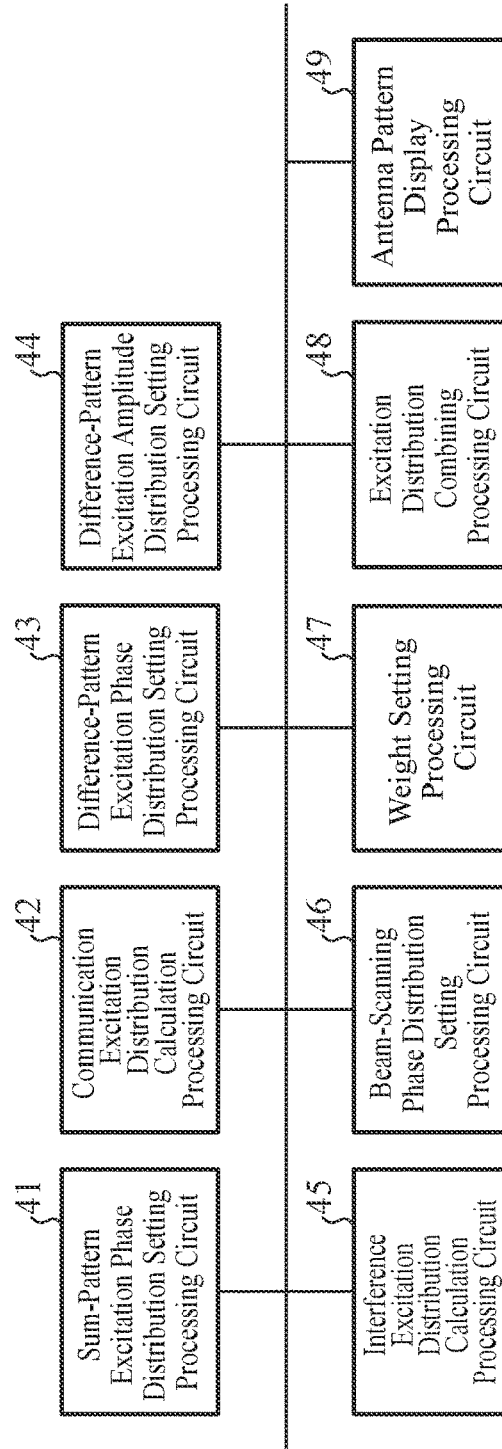 41
Sum-Pattern
Excitation Phase
Distribution Setting
Processing Circuit
42
Communication
Excitation
Distribution
Calculation
Processing Circuit
43
Difference-Pattern
Excitation Phase
Distribution Setting
Processing Circuit
44
Difference-Pattern
Excitation Amplitude
Distribution Setting
Processing Circuit
45
Interference
Excitation
Distribution
Calculation
Processing Circuit
46
Beam-Scanning
Phase Distribution
Setting
Processing Circuit
47
Weight Setting
Processing
Circuit
48
Excitation
Distribution
Combining
Processing Circuit
49
Antenna Pattern
Display
Processing
Circuit